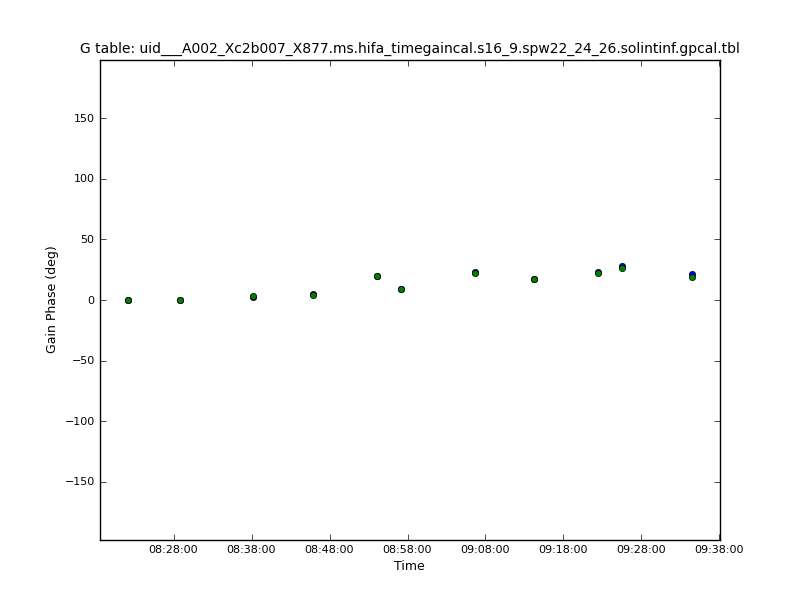 G table: uid___A002_Xc2b007_X877.ms.hifa_timegaincal.s16_9.spw22_24_26.solintinf.gpcal.tbl
150
100
50
0
−50
−100
−150
Gain Phase (deg)
08:28:00 08:38:00 08:48:00 08:58:00 09:08:00 09:18:00 09:28:00 09:38:00
Time